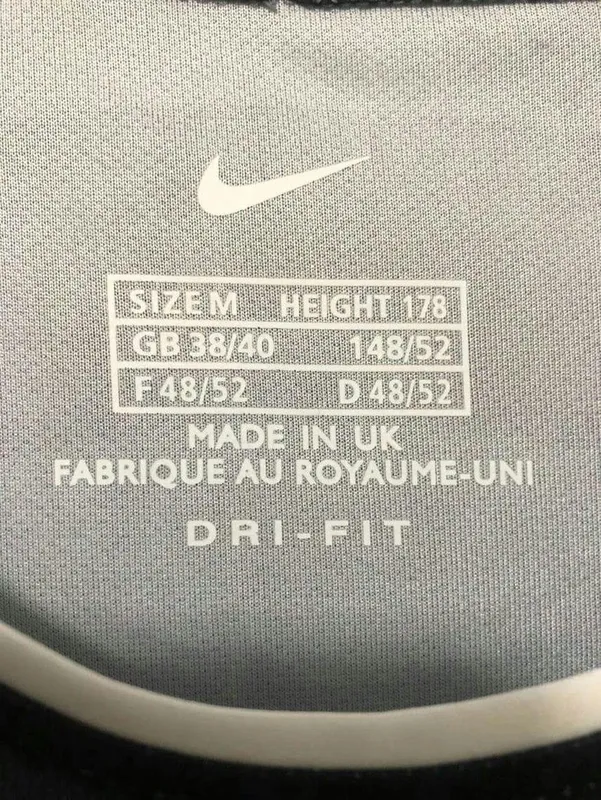 SIZE M HEIGHT 178
GB 38/40 148/52
F 48/52 D 48/52
MADE IN UK
FABRIQUE AU ROYAUME-UNI
DRI-FIT